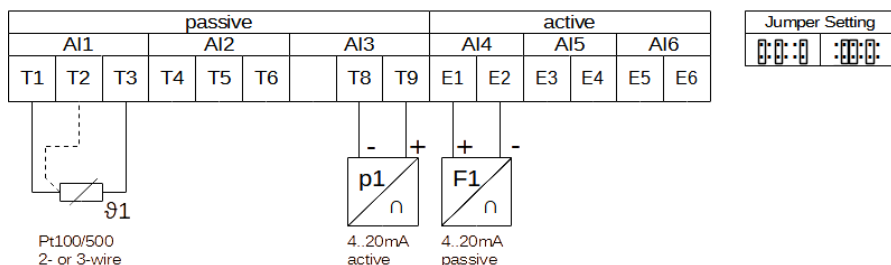 passive active
AI1 AI2 AI3 AI4 AI5 AI6
T1 T2 T3 T4 T5 T6 T8 T9 E1 E2 E3 E4 E5 E6
Jumper Setting
- + + -
p1 F1
∩ ∩
ϑ1
Pt100/500
2- or 3-wire
4..20mA
active
4..20mA
passive